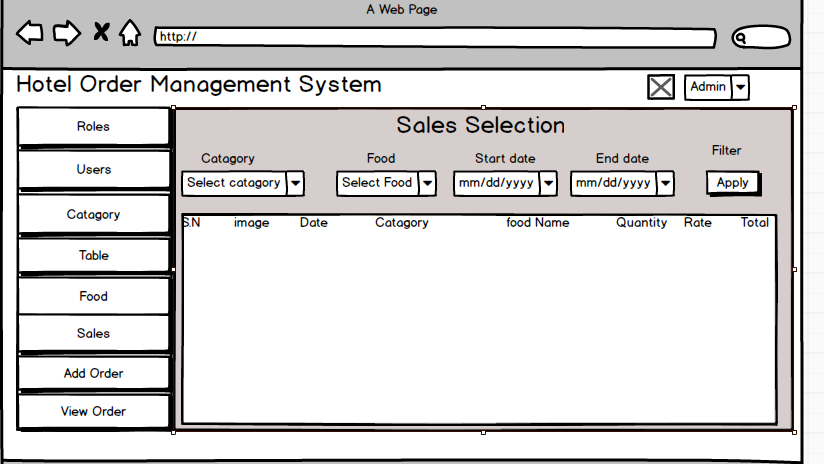 A Web Page
http://
Hotel Order Management System
Admin
Roles
Users
Catagory
Table
Food
Sales
Add Order
View Order
Sales Selection
Catagory Food Start date End date Filter
Select catagory Select Food mm/dd/yyyy mm/dd/yyyy Apply
S.N image Date Catagory food Name Quantity Rate Total